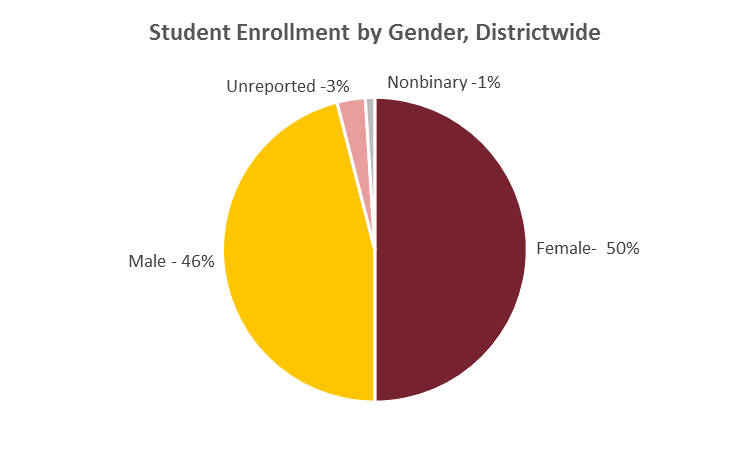 Student Enrollment by Gender, Districtwide
Unreported -3%
Nonbinary -1%
Female-  50%
Male - 46%